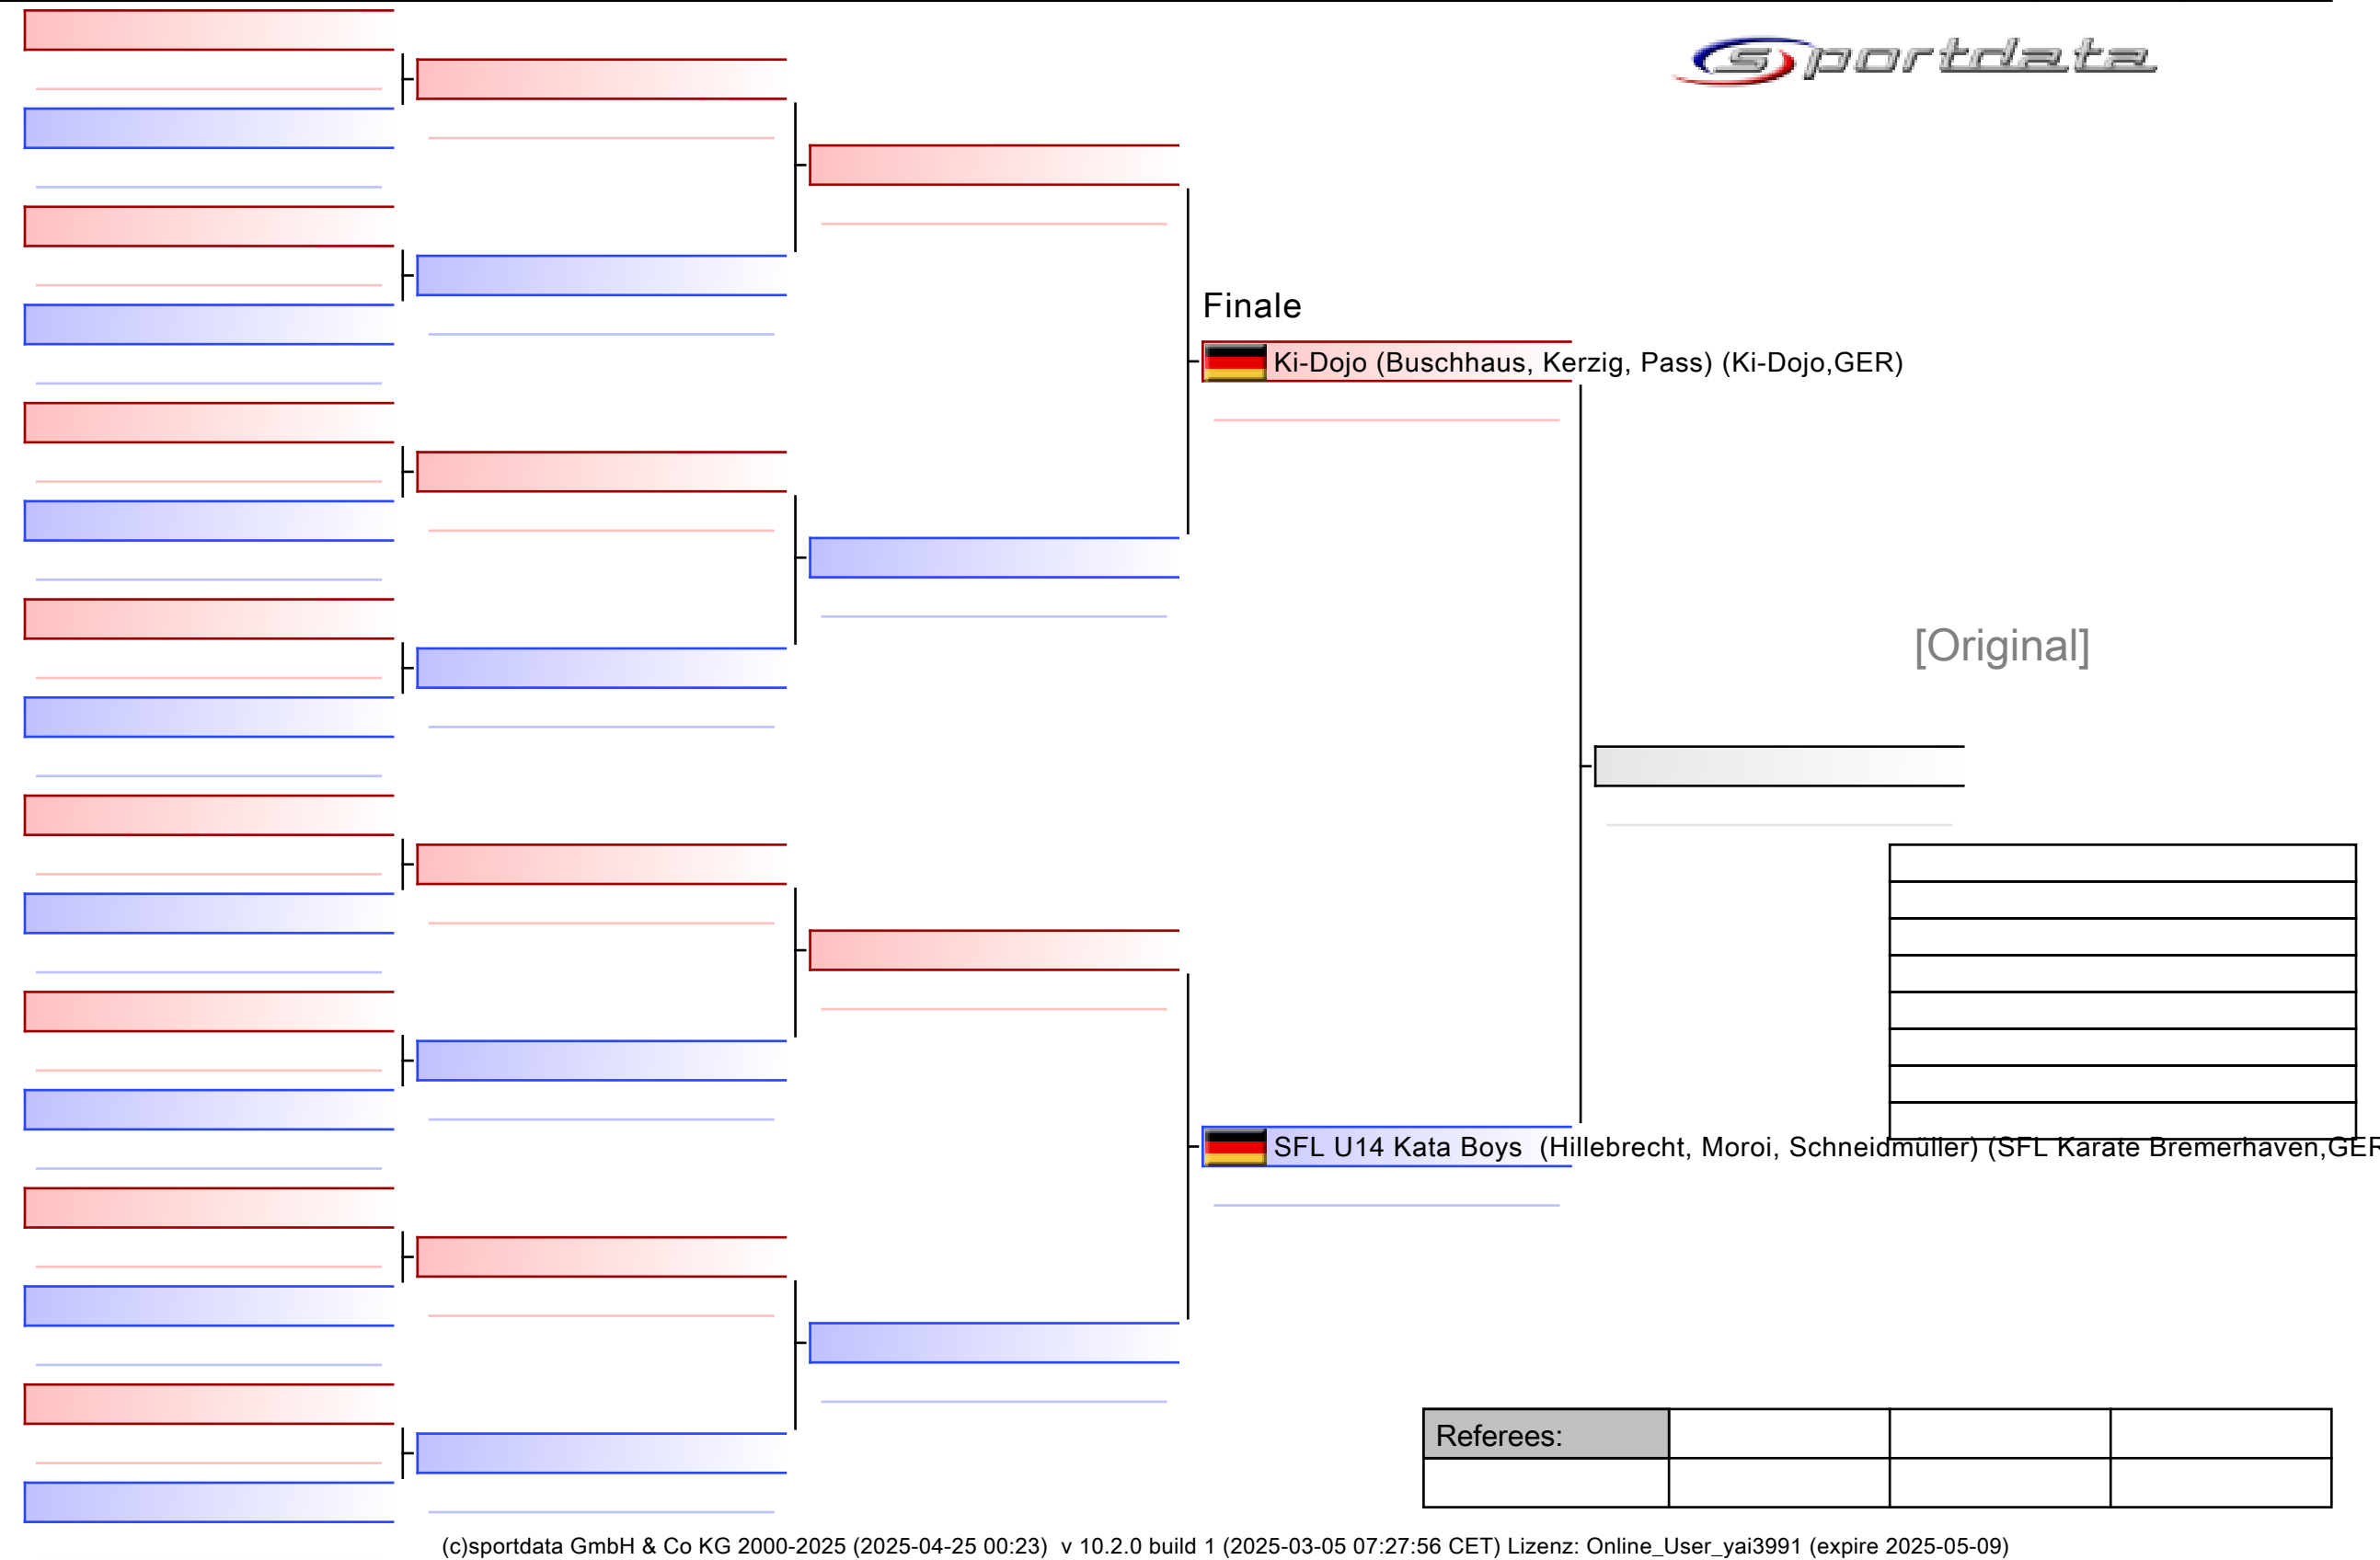 sportdata
Finale
Ki-Dojo (Buschhaus, Kerzig, Pass) (Ki-Dojo,GER)
[Original]
SFL U14 Kata Boys  (Hillebrecht, Moroi, Schneidmüller) (SFL Karate Bremerhaven,GER
Referees:
(c)sportdata GmbH & Co KG 2000-2025 (2025-04-25 00:23)  v 10.2.0 build 1 (2025-03-05 07:27:56 CET) Lizenz: Online_User_yai3991 (expire 2025-05-09)